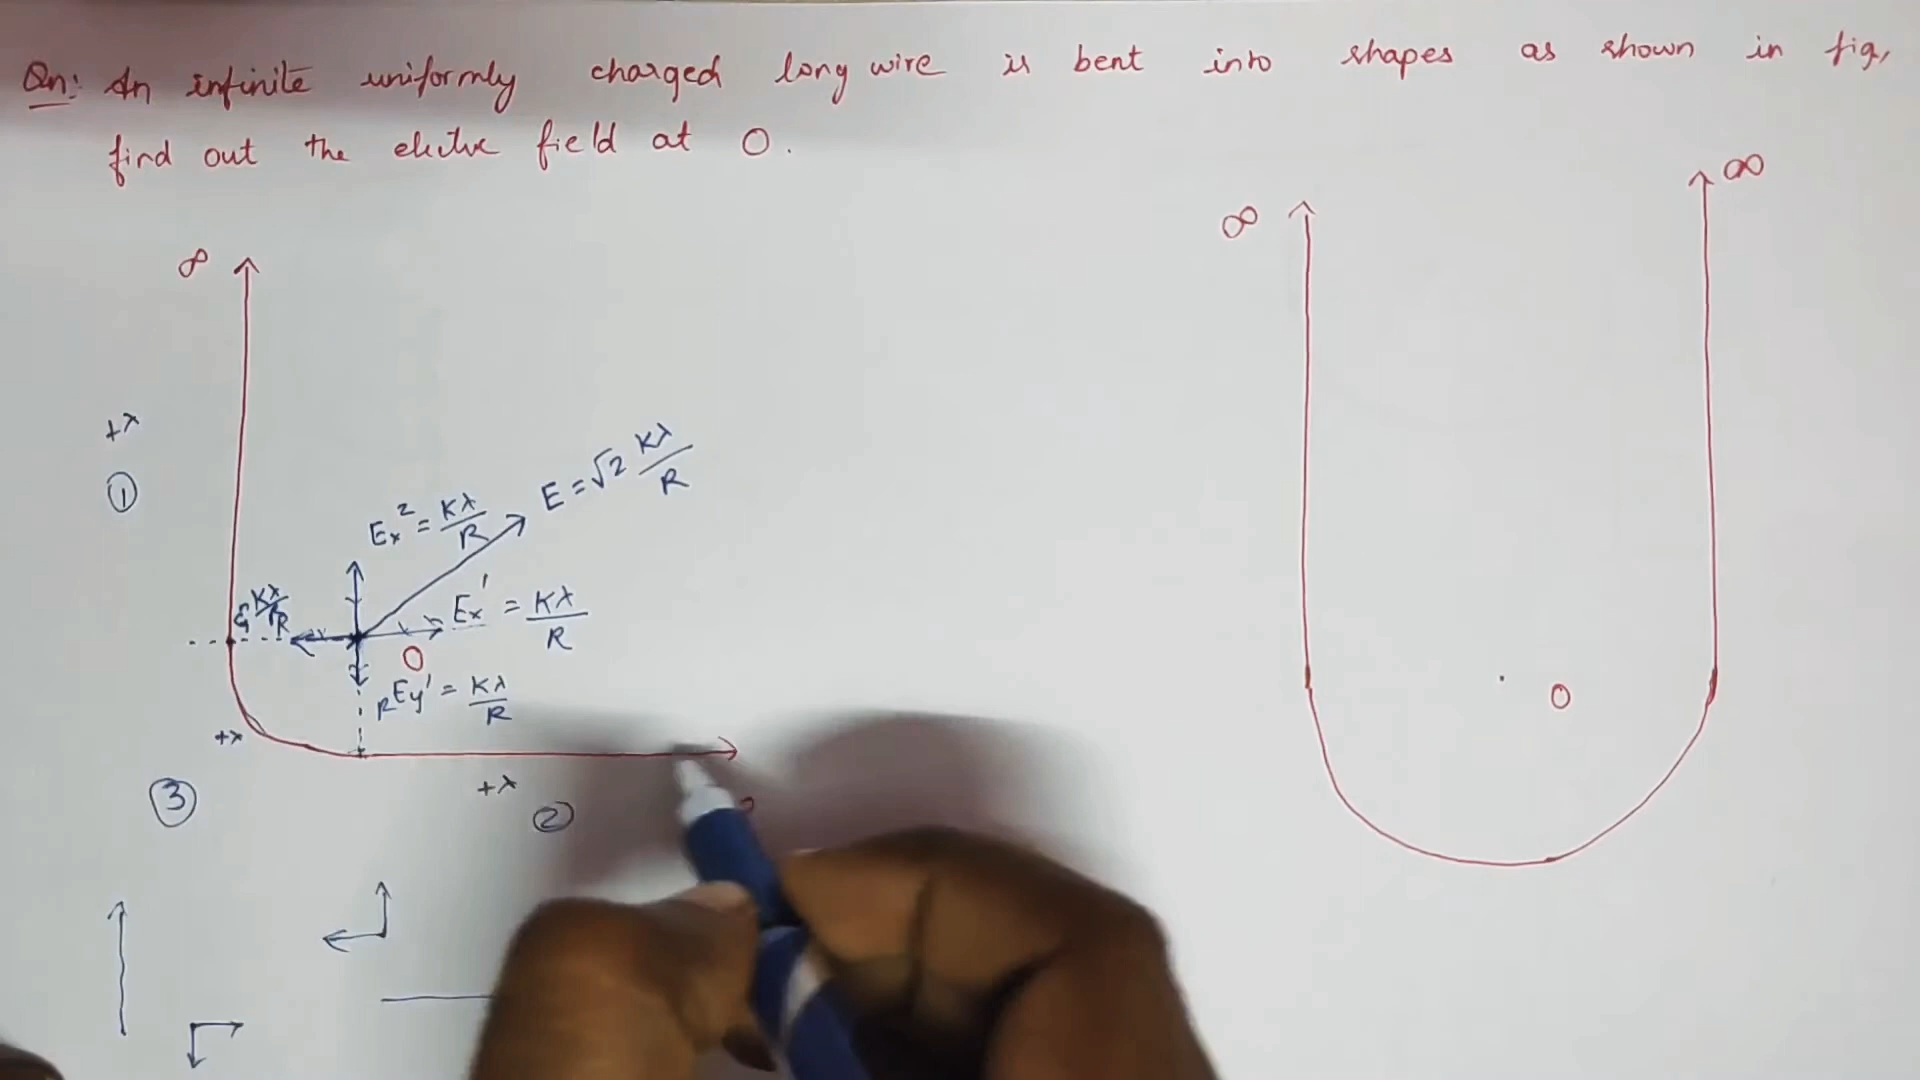 Qn: An infinite uniformly charged long wire is bent into shapes as shown in fig,
find out the electric field at O.
∞
∞
∞
+λ
①
E = √2 Kλ/R
Ex² = Kλ/R
Kλ/R
Ex' = Kλ/R
O
O
R Ey' = Kλ/R
+λ
+λ
③
②